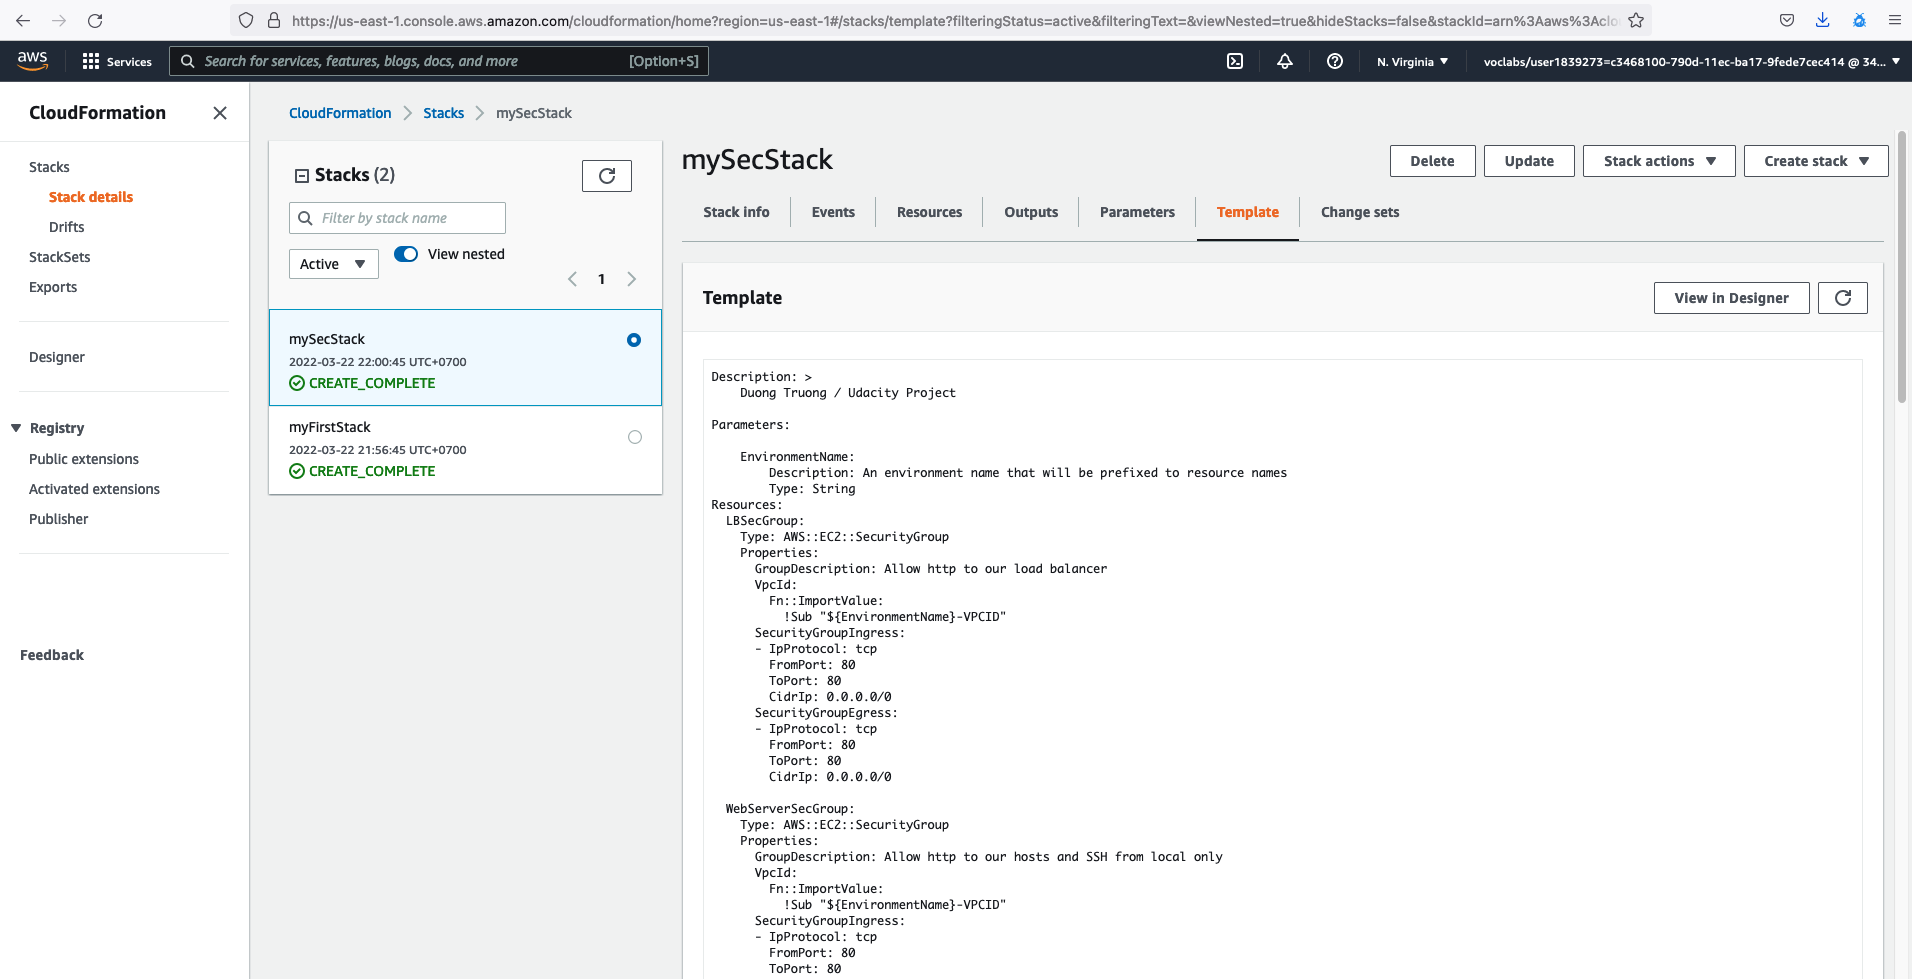 https://us-east-1.console.aws.amazon.com/cloudformation/home?region=us-east-1#/stacks/template?filteringStatus=active&filteringText=&viewNested=true&hideStacks=false&stackId=arn%3Aaws%3Aclo
aws
Services
Search for services, features, blogs, docs, and more
[Option+S]
N. Virginia
voclabs/user1839273=c3468100-790d-11ec-ba17-9fede7cec414 @ 34...
CloudFormation
Stacks
Stack details
Drifts
StackSets
Exports
Designer
Registry
Public extensions
Activated extensions
Publisher
Feedback
CloudFormation
Stacks
mySecStack
Stacks (2)
Filter by stack name
Active
View nested
1
mySecStack
2022-03-22 22:00:45 UTC+0700
CREATE_COMPLETE
myFirstStack
2022-03-22 21:56:45 UTC+0700
CREATE_COMPLETE
mySecStack
Delete
Update
Stack actions
Create stack
Stack info
Events
Resources
Outputs
Parameters
Template
Change sets
Template
View in Designer
Description: >
    Duong Truong / Udacity Project
Parameters:
    EnvironmentName:
        Description: An environment name that will be prefixed to resource names
        Type: String
Resources:
  LBSecGroup:
    Type: AWS::EC2::SecurityGroup
    Properties:
      GroupDescription: Allow http to our load balancer
      VpcId:
        Fn::ImportValue:
          !Sub "${EnvironmentName}-VPCID"
      SecurityGroupIngress:
      - IpProtocol: tcp
        FromPort: 80
        ToPort: 80
        CidrIp: 0.0.0.0/0
      SecurityGroupEgress:
      - IpProtocol: tcp
        FromPort: 80
        ToPort: 80
        CidrIp: 0.0.0.0/0
  WebServerSecGroup:
    Type: AWS::EC2::SecurityGroup
    Properties:
      GroupDescription: Allow http to our hosts and SSH from local only
      VpcId:
        Fn::ImportValue:
          !Sub "${EnvironmentName}-VPCID"
      SecurityGroupIngress:
      - IpProtocol: tcp
        FromPort: 80
        ToPort: 80